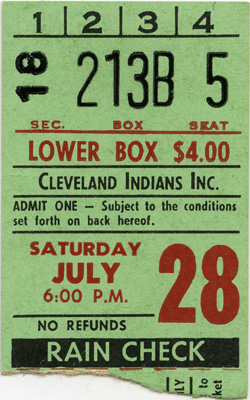 1 2 3 4
18 213B 5
SEC. BOX SEAT
LOWER BOX $4.00
CLEVELAND INDIANS INC.
ADMIT ONE — Subject to the conditions
set forth on back hereof.
SATURDAY
JULY 28
6:00 P.M.
NO REFUNDS
RAIN CHECK
to